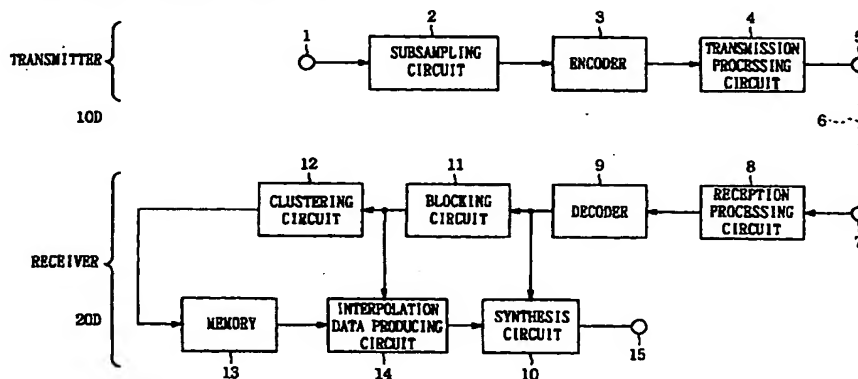 2
3
4
1
5
TRANSMITTER
SUBSAMPLING
CIRCUIT
ENCODER
TRANSMISSION
PROCESSING
CIRCUIT
10D
6
12
11
9
8
CLUSTERING
CIRCUIT
BLOCKING
CIRCUIT
DECODER
RECEPTION
PROCESSING
CIRCUIT
7
RECEIVER
20D
MEMORY
INTERPOLATION
DATA PRODUCING
CIRCUIT
SYNTHESIS
CIRCUIT
15
13
14
10